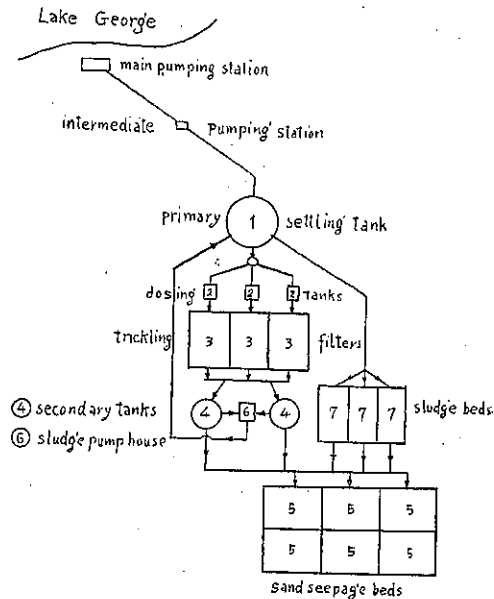 Lake George
main pumping station
intermediate pumping station
primary 1 settling tank
dosing 2 2 2 tanks
trickling 3 3 3 filters
④ secondary tanks 4 6 4
7 7 7 sludge beds
⑥ sludge pump house
5 5 5
5 5 5
sand seepage beds